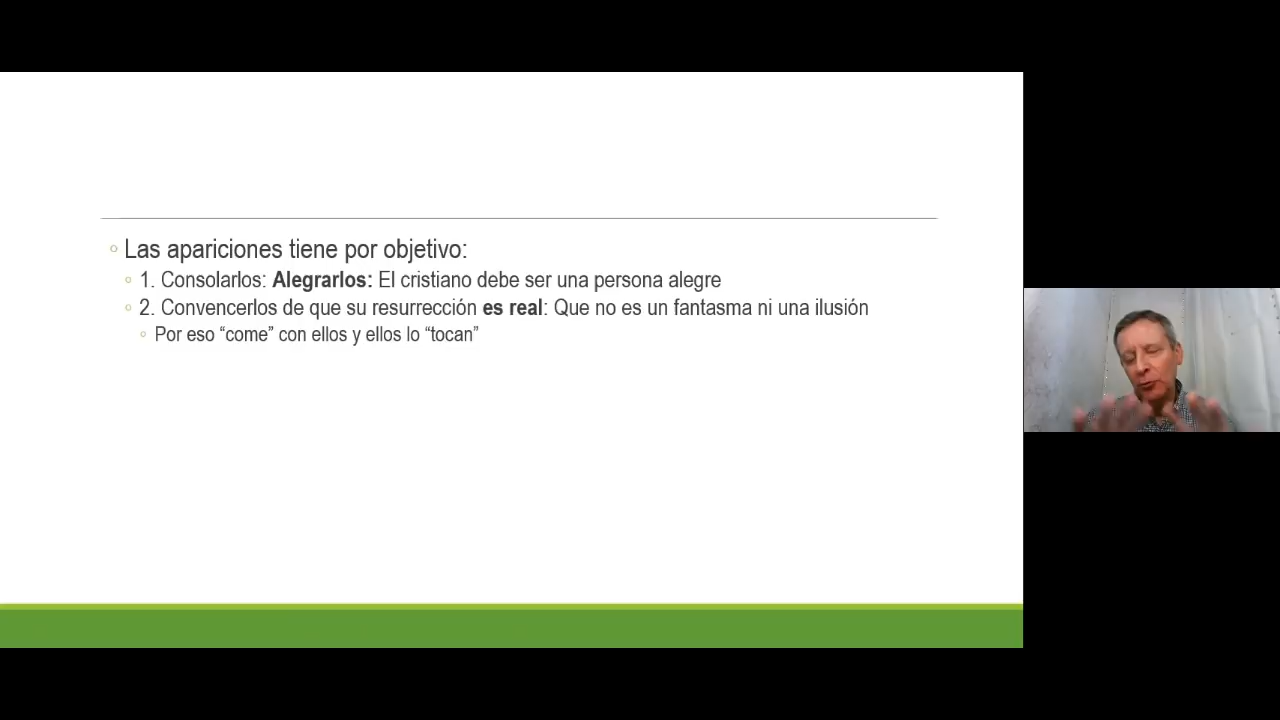 Las apariciones tiene por objetivo:
1. Consolarlos: Alegrarlos: El cristiano debe ser una persona alegre
2. Convencerlos de que su resurrección es real: Que no es un fantasma ni una ilusión
Por eso “come” con ellos y ellos lo “tocan”